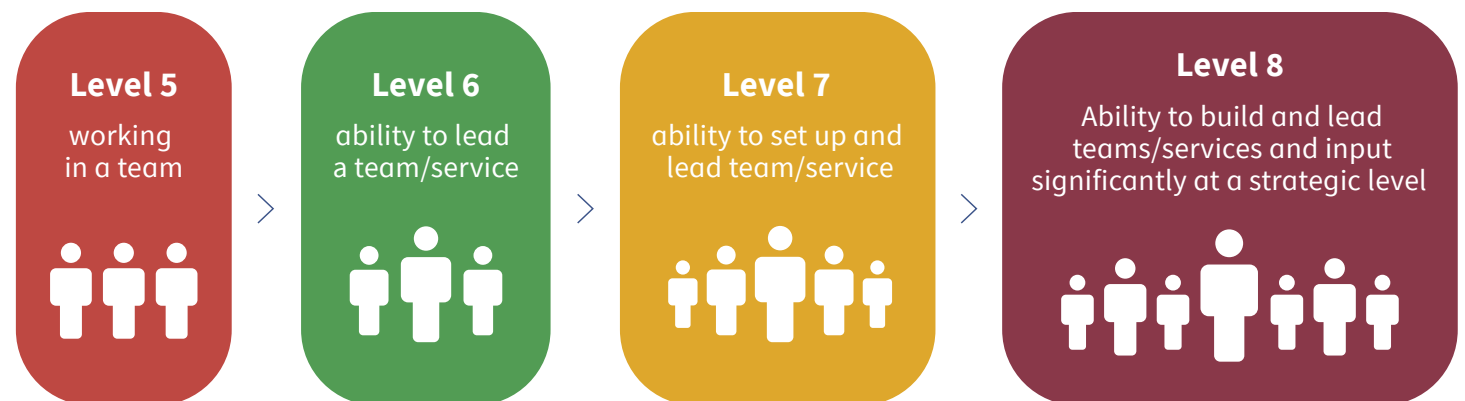 Level 5
working
in a team
Level 6
ability to lead
a team/service
Level 7
ability to set up and
lead team/service
Level 8
Ability to build and lead
teams/services and input
significantly at a strategic level